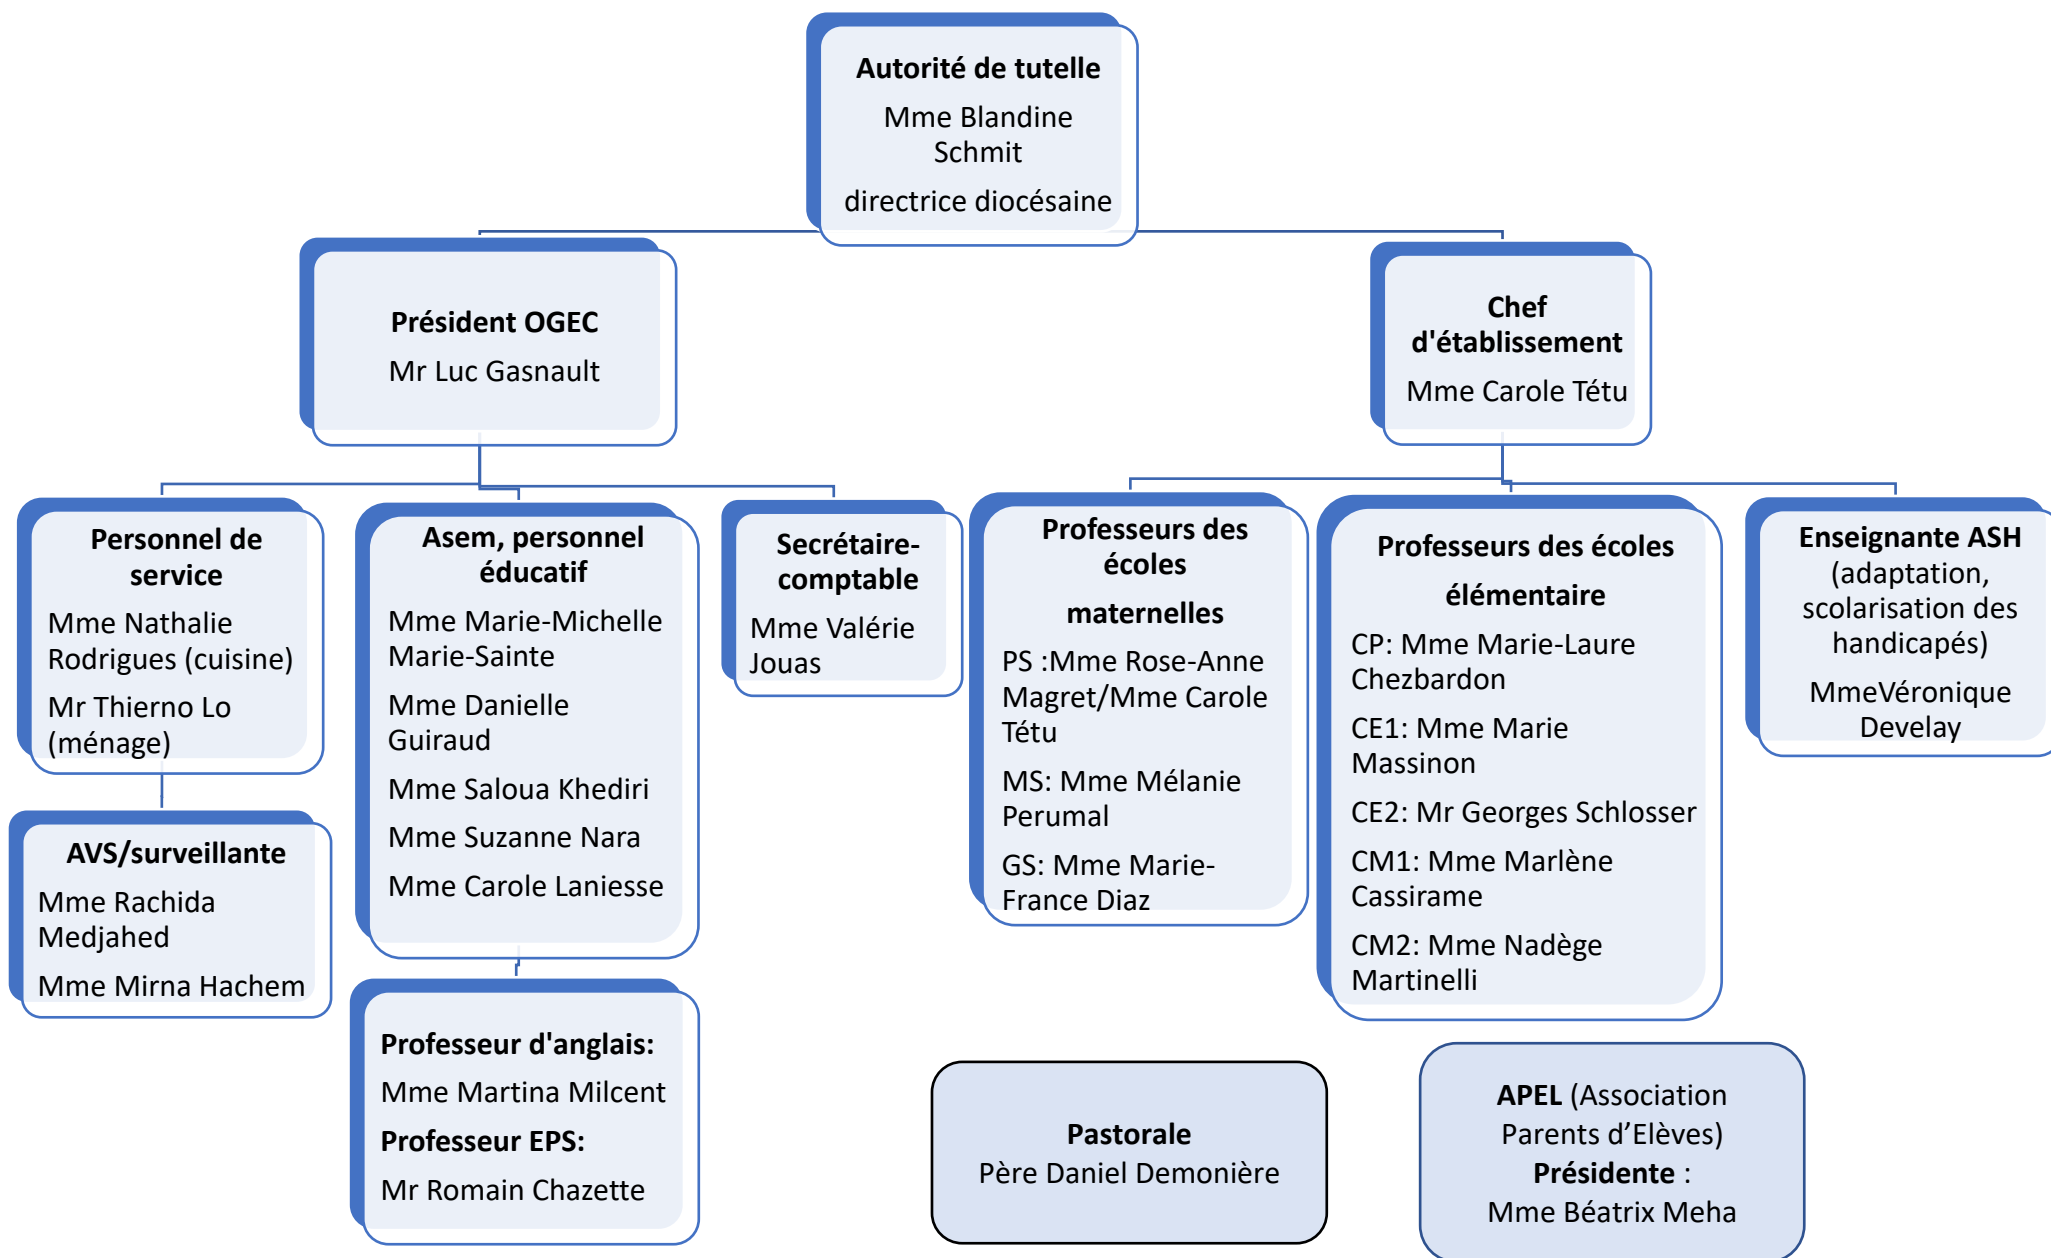 Autorité de tutelle
Mme Blandine
Schmit
directrice diocésaine
Président OGEC
Mr Luc Gasnault
Chef
d'établissement
Mme Carole Tétu
Personnel de
service
Mme Nathalie
Rodrigues (cuisine)
Mr Thierno Lo
(ménage)
Asem, personnel
éducatif
Mme Marie-Michelle
Marie-Sainte
Mme Danielle
Guiraud
Mme Saloua Khediri
Mme Suzanne Nara
Mme Carole Laniesse
Secrétaire-
comptable
Mme Valérie
Jouas
Professeurs des
écoles
maternelles
PS :Mme Rose-Anne
Magret/Mme Carole
Tétu
MS: Mme Mélanie
Perumal
GS: Mme Marie-
France Diaz
Professeurs des écoles
élémentaire
CP: Mme Marie-Laure
Chezbardon
CE1: Mme Marie
Massinon
CE2: Mr Georges Schlosser
CM1: Mme Marlène
Cassirame
CM2: Mme Nadège
Martinelli
Enseignante ASH
(adaptation,
scolarisation des
handicapés)
MmeVéronique
Develay
AVS/surveillante
Mme Rachida
Medjahed
Mme Mirna Hachem
Professeur d'anglais:
Mme Martina Milcent
Professeur EPS:
Mr Romain Chazette
Pastorale
Père Daniel Demonière
APEL (Association
Parents d’Elèves)
Présidente :
Mme Béatrix Meha